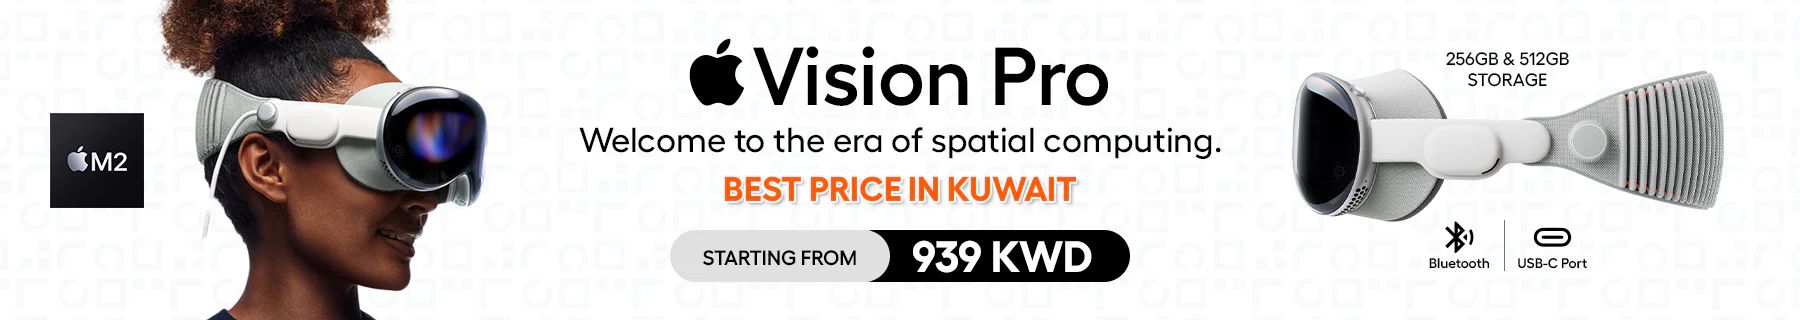 M2
Vision Pro
Welcome to the era of spatial computing.
BEST PRICE IN KUWAIT
STARTING FROM 939 KWD
256GB & 512GB
STORAGE
Bluetooth
USB-C Port